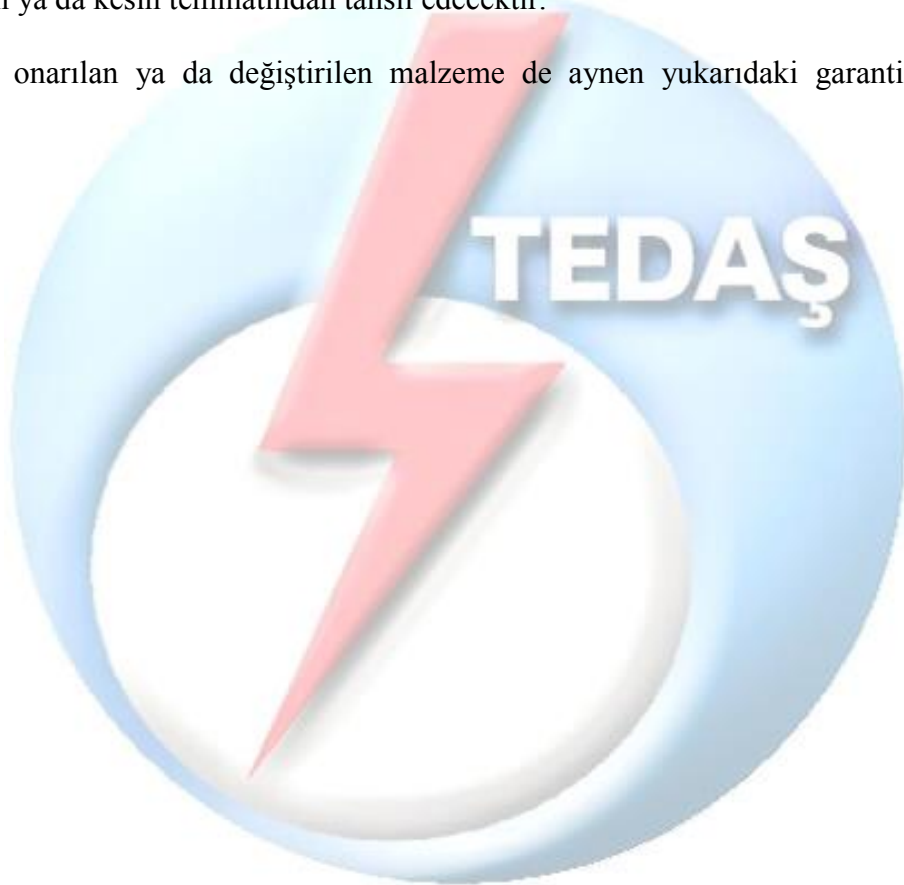 ya da kesin teminatından tahsil edecektir.
onarılan ya da değiştirilen malzeme de aynen yukarıdaki garanti
TEDAŞ